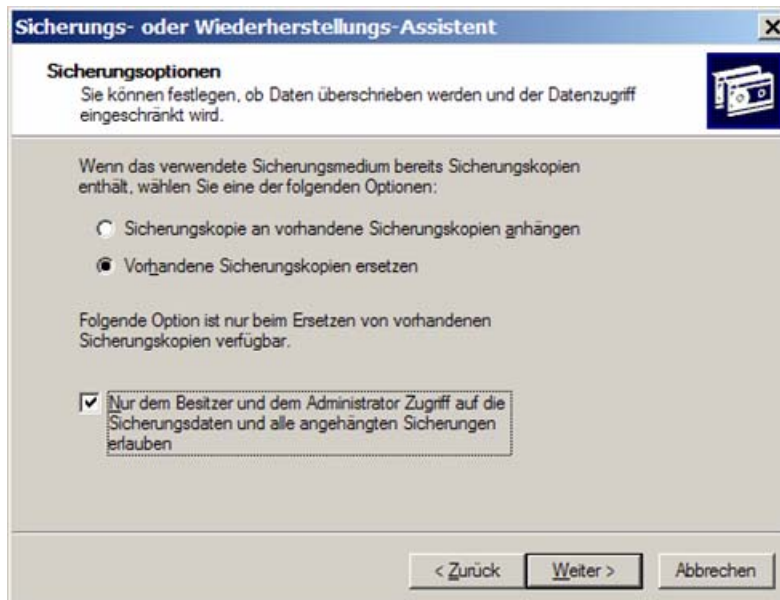 Sicherungs- oder Wiederherstellungs-Assistent
Sicherungsoptionen
Sie können festlegen, ob Daten überschrieben werden und der Datenzugriff
eingeschränkt wird.
Wenn das verwendete Sicherungsmedium bereits Sicherungskopien
enthält, wählen Sie eine der folgenden Optionen:
Sicherungskopie an vorhandene Sicherungskopien anhängen
Vorhandene Sicherungskopien ersetzen
Folgende Option ist nur beim Ersetzen von vorhandenen
Sicherungskopien verfügbar.
Nur dem Besitzer und dem Administrator Zugriff auf die
Sicherungsdaten und alle angehängten Sicherungen
erlauben
< Zurück Weiter > Abbrechen